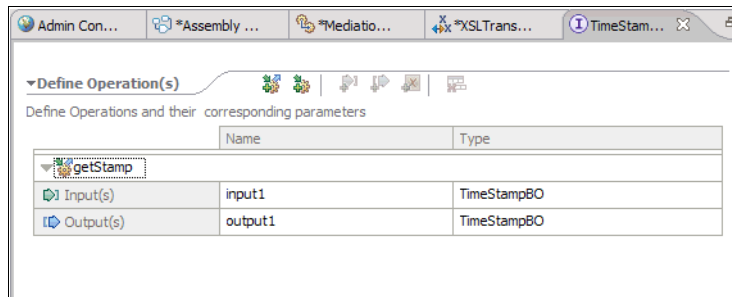 Admin Con... *Assembly ... *Mediatio... *XSLTrans... TimeStam...
Define Operation(s)
Define Operations and their corresponding parameters
Name Type
getStamp
Input(s) input1 TimeStampBO
Output(s) output1 TimeStampBO